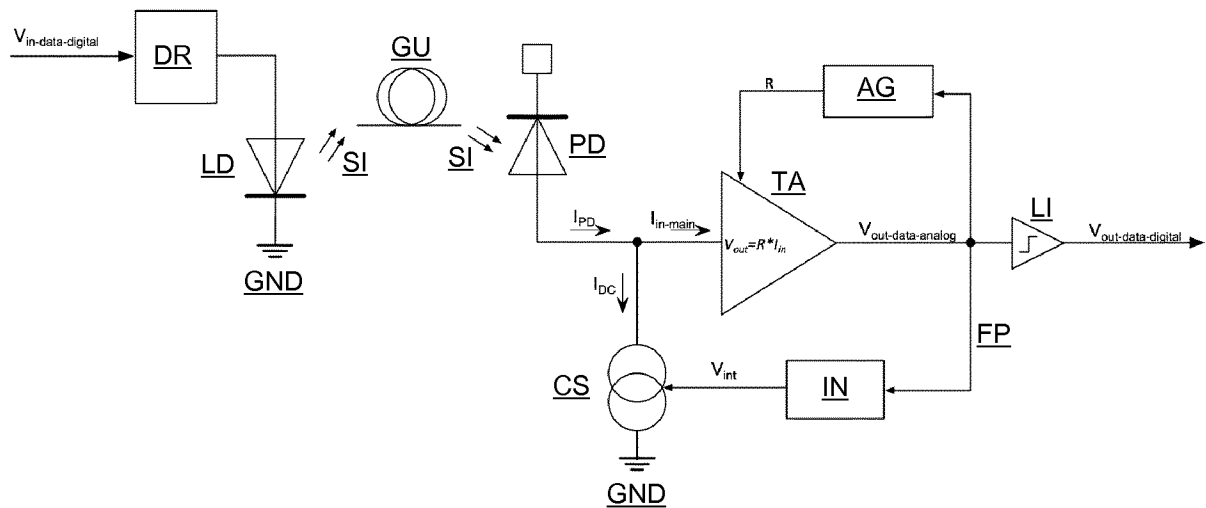 Vin-data-digital
DR
GU
LD
SI
SI
PD
GND
R
AG
TA
IPD
Iin-main
Vout=R*Iin
Vout-data-analog
LI
Vout-data-digital
IDC
FP
CS
Vint
IN
GND